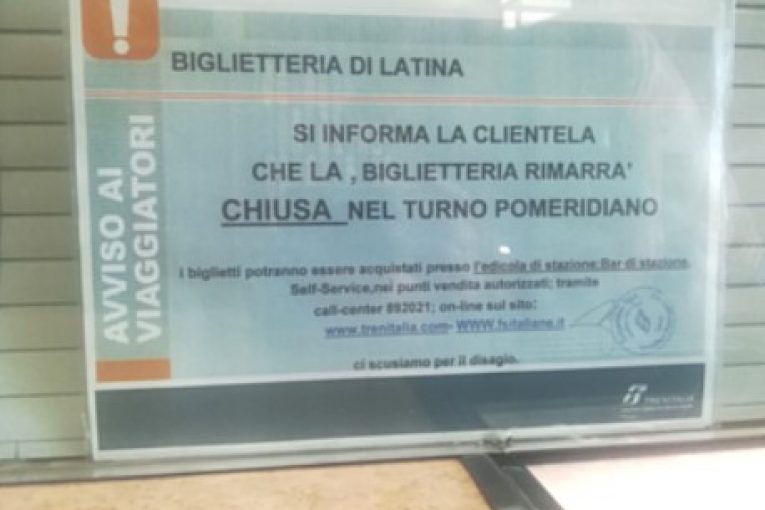 BIGLIETTERIA DI LATINA
AVVISO AI
VIAGGIATORI
SI INFORMA LA CLIENTELA
CHE LA , BIGLIETTERIA RIMARRA'
CHIUSA NEL TURNO POMERIDIANO
I biglietti potranno essere acquistati presso l'edicola di stazione;Bar di stazione,
Self-Service,nei punti vendita autorizzati; tramite
call-center 892021; on-line sul sito:
www.trenitalia.com- WWW.fsitaliane.it
ci scusiamo per il disagio.
TRENITALIA